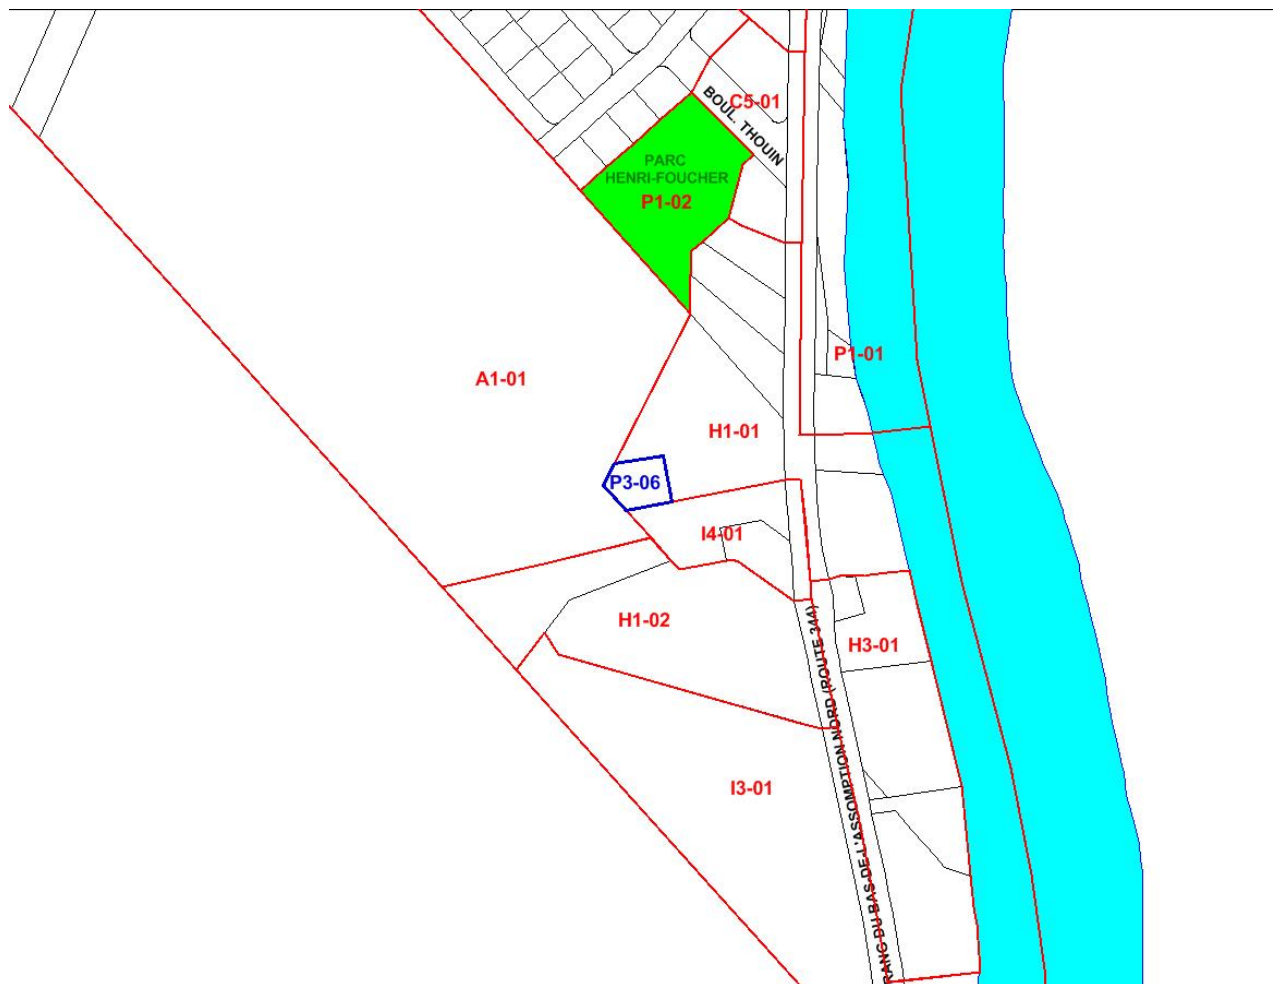 C5-01
BOUL. THOUIN
PARC
HENRI-FOUCHER
P1-02
P1-01
A1-01
H1-01
P3-06
I4-01
H1-02
H3-01
I3-01
RANG DU BAS-DE-L'ASSOMPTION NORD (ROUTE 344)